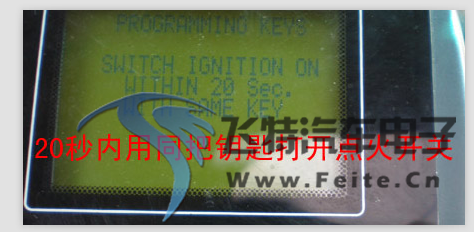 PROGRAMMING KEYS
SWITCH IGNITION ON
WITHIN 20 Sec.
WITH SAME KEY
飞特汽车电子
20秒内用同把钥匙打开点火开关
Www.Feite.Cn